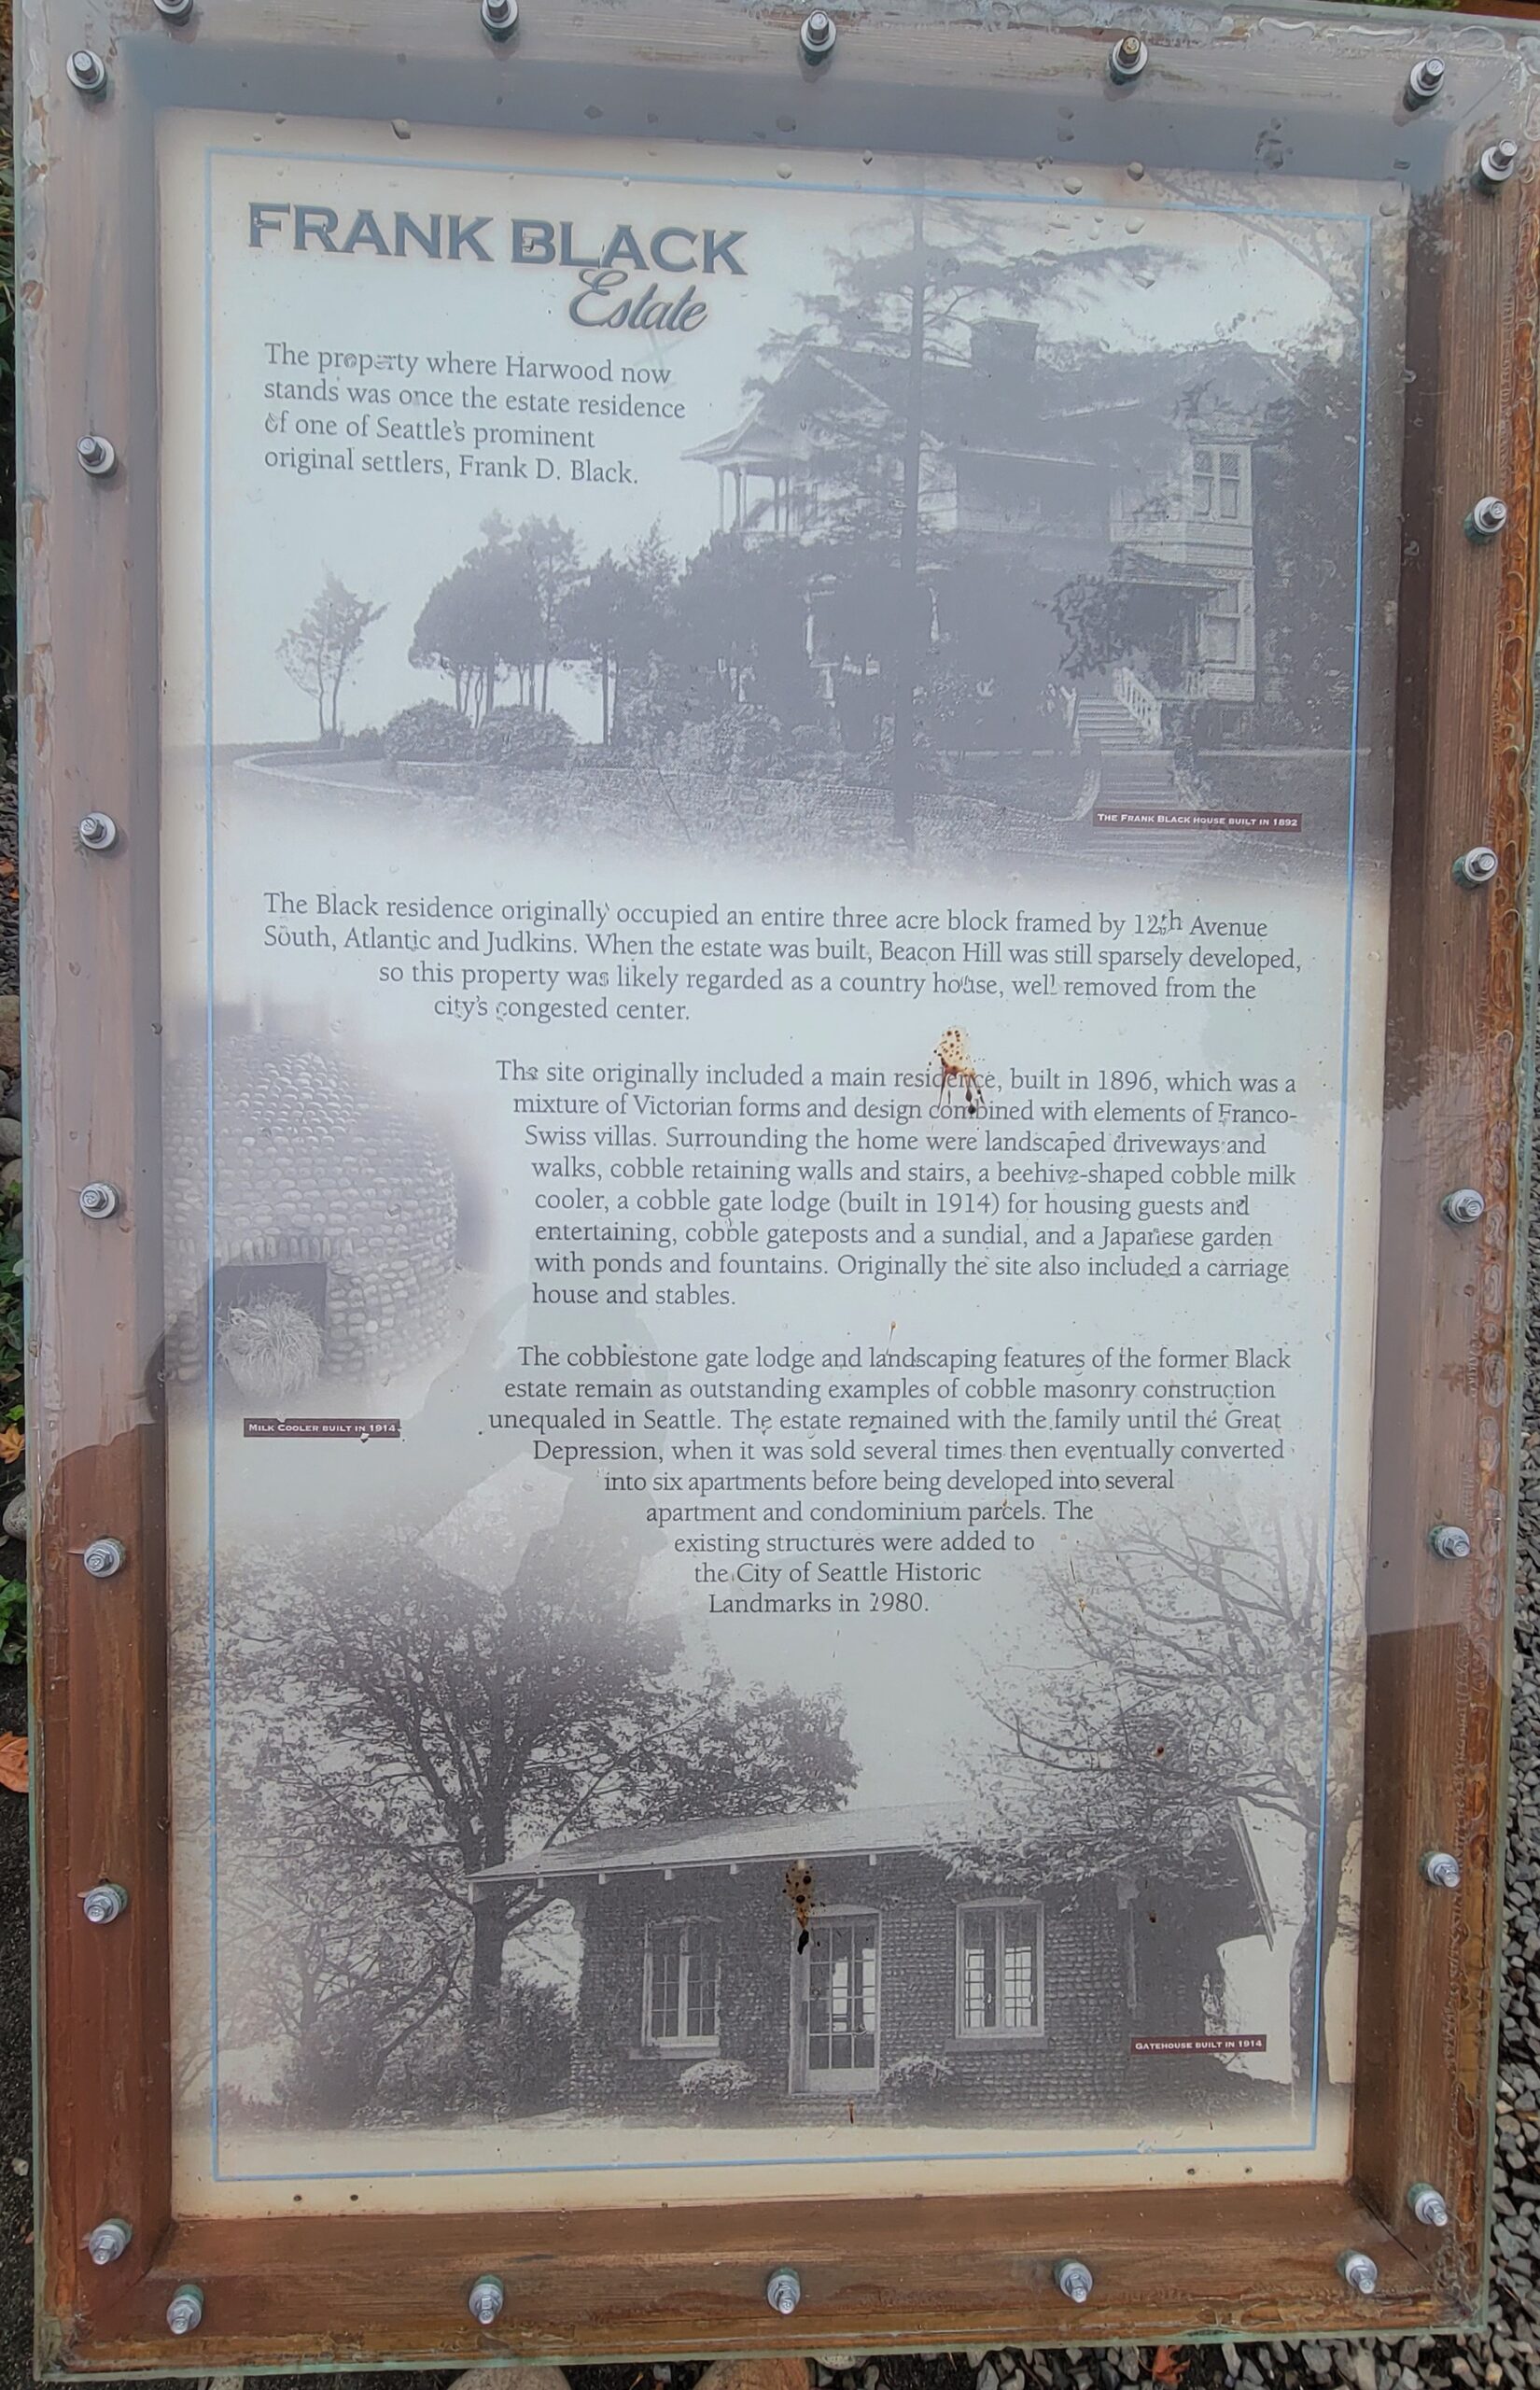 FRANK BLACK
Estate
The property where Harwood now
stands was once the estate residence
of one of Seattle's prominent
original settlers, Frank D. Black.
THE FRANK BLACK HOUSE BUILT IN 1892
The Black residence originally occupied an entire three acre block framed by 12th Avenue
South, Atlantic and Judkins. When the estate was built, Beacon Hill was still sparsely developed,
so this property was likely regarded as a country house, well removed from the
city's congested center.
The site originally included a main residence, built in 1896, which was a
mixture of Victorian forms and design combined with elements of Franco-
Swiss villas. Surrounding the home were landscaped driveways and
walks, cobble retaining walls and stairs, a beehive-shaped cobble milk
cooler, a cobble gate lodge (built in 1914) for housing guests and
entertaining, cobble gateposts and a sundial, and a Japanese garden
with ponds and fountains. Originally the site also included a carriage
house and stables.
MILK COOLER BUILT IN 1914
The cobblestone gate lodge and landscaping features of the former Black
estate remain as outstanding examples of cobble masonry construction
unequaled in Seattle. The estate remained with the family until the Great
Depression, when it was sold several times then eventually converted
into six apartments before being developed into several
apartment and condominium parcels. The
existing structures were added to
the City of Seattle Historic
Landmarks in 1980.
GATEHOUSE BUILT IN 1914